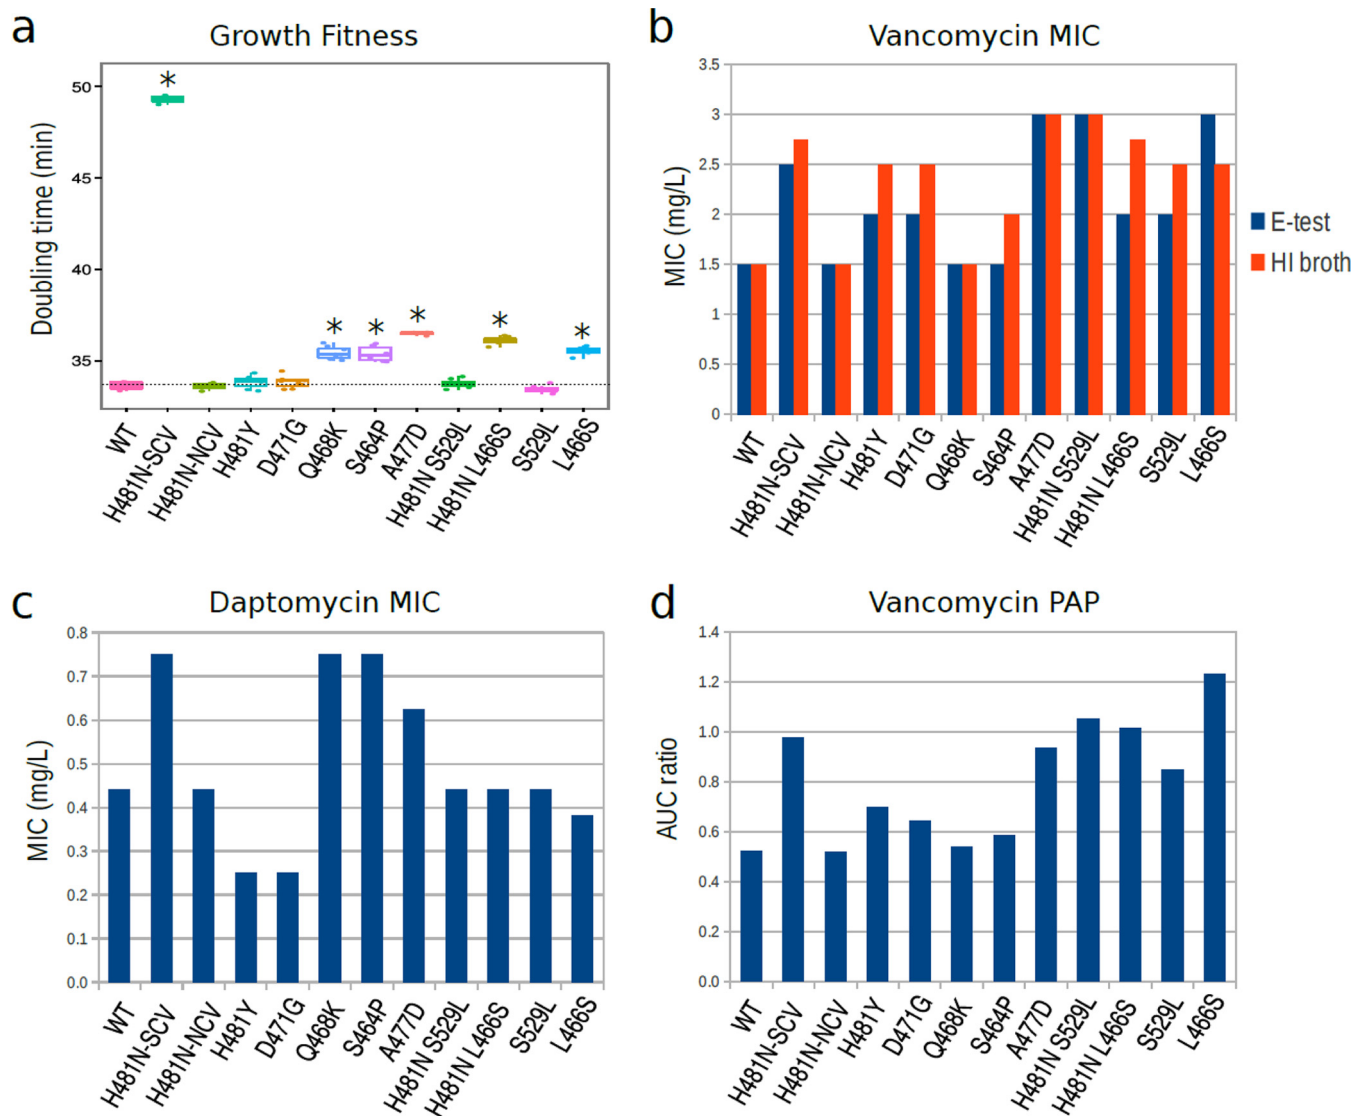 a
Growth Fitness
Doubling time (min)
50
45
40
35
*
*
*
*
*
*
WT
H481N-SCV
H481N-NCV
H481Y
D471G
Q468K
S464P
A477D
H481N S529L
H481N L466S
S529L
L466S
b
Vancomycin MIC
MIC (mg/L)
3.5
3
2.5
2
1.5
1
0.5
0
WT
H481N-SCV
H481N-NCV
H481Y
D471G
Q468K
S464P
A477D
H481N S529L
H481N L466S
S529L
L466S
E-test
HI broth
c
Daptomycin MIC
MIC (mg/L)
0.8
0.7
0.6
0.5
0.4
0.3
0.2
0.1
0.0
WT
H481N-SCV
H481N-NCV
H481Y
D471G
Q468K
S464P
A477D
H481N S529L
H481N L466S
S529L
L466S
d
Vancomycin PAP
AUC ratio
1.4
1.2
1.0
0.8
0.6
0.4
0.2
0.0
WT
H481N-SCV
H481N-NCV
H481Y
D471G
Q468K
S464P
A477D
H481N S529L
H481N L466S
S529L
L466S